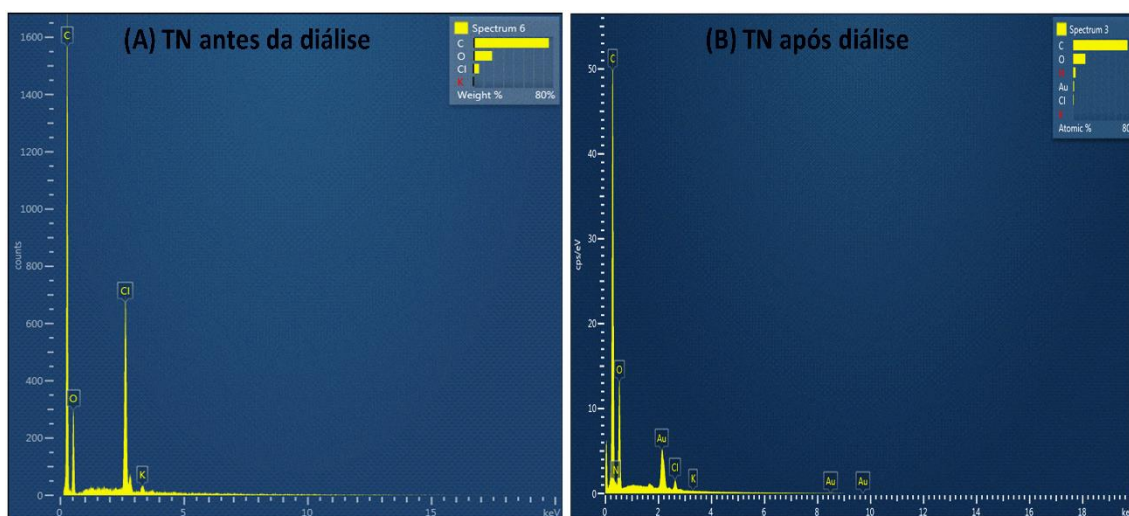 (A) TN antes da diálise
Spectrum 6
C
O
Cl
K
Weight % 80%
1600
1400
1200
1000
800
600
400
200
0
counts
C
O
Cl
K
0 5 10 15 keV
(B) TN após diálise
Spectrum 3
C
O
Au
Cl
Atomic % 80
50
40
30
20
10
0
cps/eV
C
O
N
Au
Cl
K
Au
Au
0 2 4 6 8 10 12 14 16 18 ke